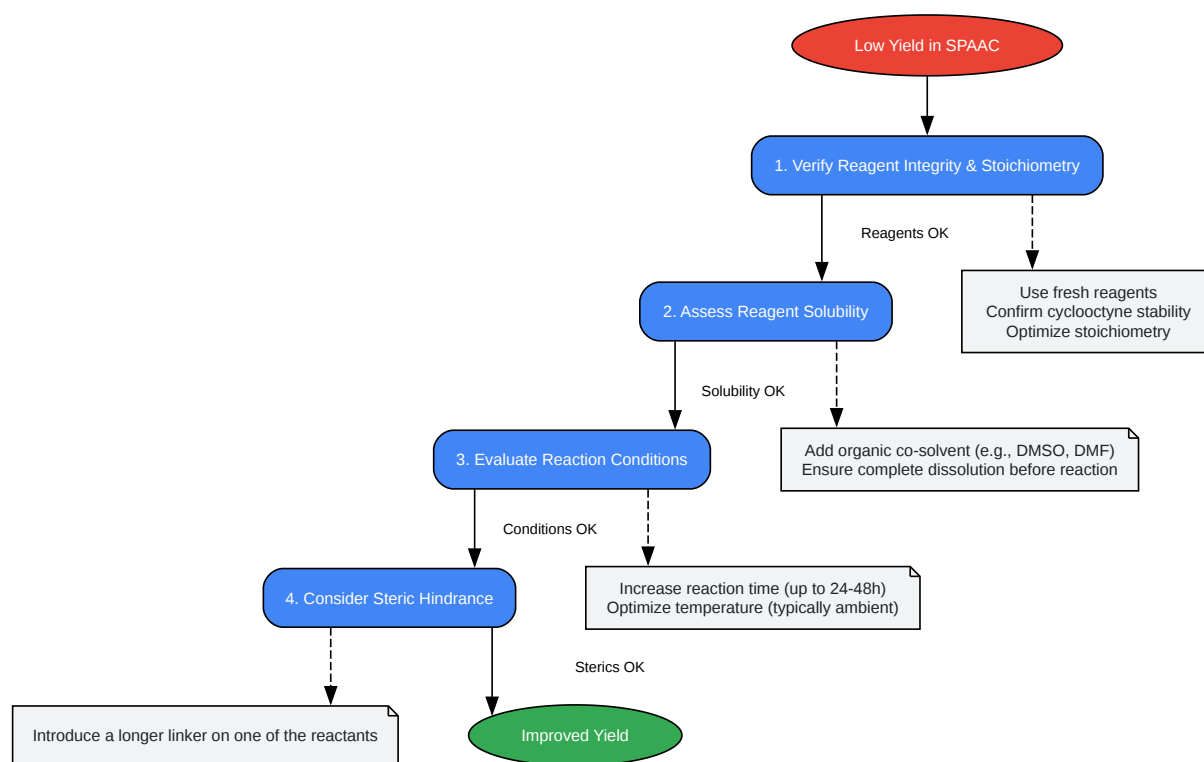 Low Yield in SPAAC
1. Verify Reagent Integrity & Stoichiometry
Reagents OK
Use fresh reagents
Confirm cyclooctyne stability
Optimize stoichiometry
2. Assess Reagent Solubility
Solubility OK
Add organic co-solvent (e.g., DMSO, DMF)
Ensure complete dissolution before reaction
3. Evaluate Reaction Conditions
Conditions OK
Increase reaction time (up to 24-48h)
Optimize temperature (typically ambient)
4. Consider Steric Hindrance
Sterics OK
Introduce a longer linker on one of the reactants
Improved Yield